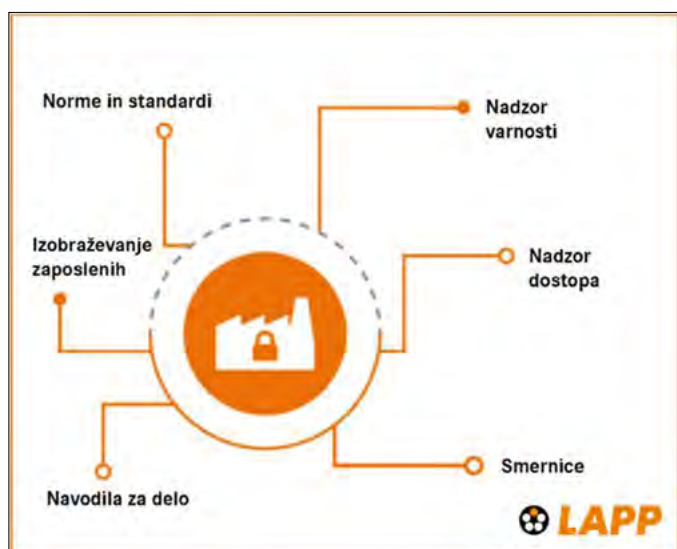 Norme in standardi
Nadzor
varnosti
Izobraževanje
zaposlenih
Nadzor
dostopa
Navodila za delo
Smernice
LAPP